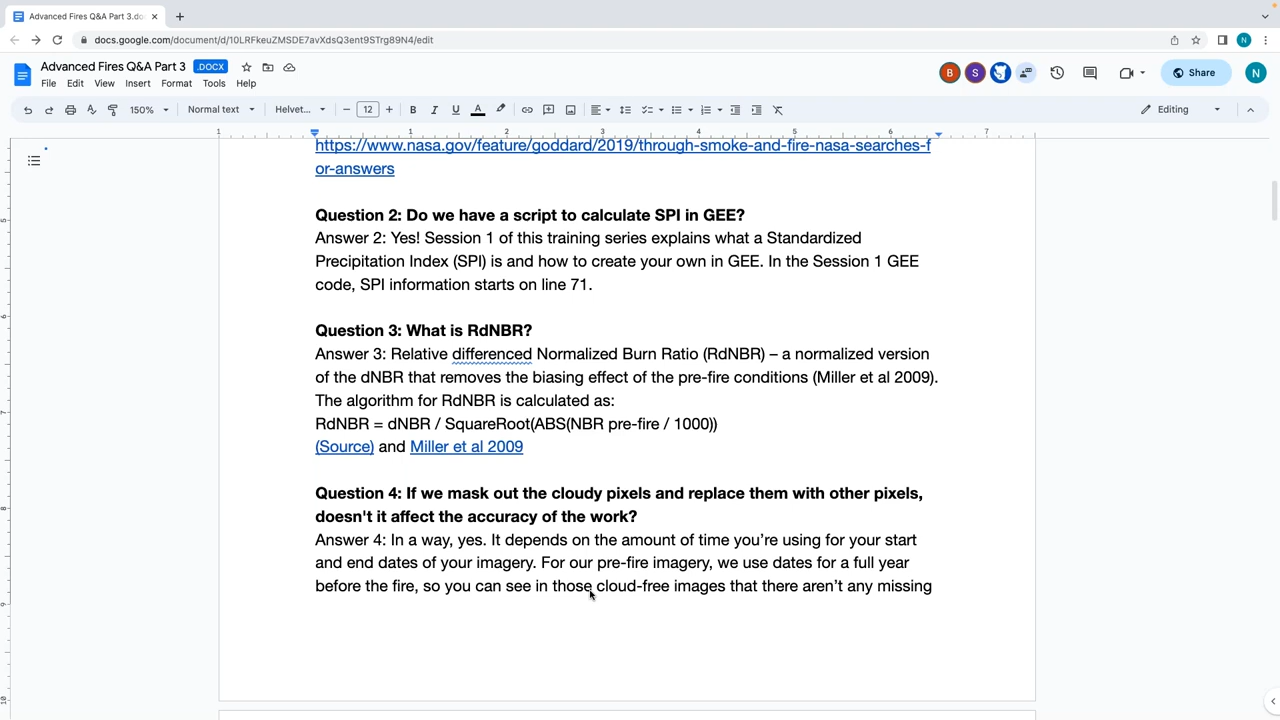 Advanced Fires Q&A Part 3.do
docs.google.com/document/d/10LRFkeuZMSDE7avXdsQ3ent9STrg89N4/edit
N
Advanced Fires Q&A Part 3 .DOCX
File Edit View Insert Format Tools Help
B S Share N
150% Normal text Helvet... 12 B I U A Editing
1 1 2 3 4 5 6 7
https://www.nasa.gov/feature/goddard/2019/through-smoke-and-fire-nasa-searches-f
or-answers
Question 2: Do we have a script to calculate SPI in GEE?
Answer 2: Yes! Session 1 of this training series explains what a Standardized
Precipitation Index (SPI) is and how to create your own in GEE. In the Session 1 GEE
code, SPI information starts on line 71.
Question 3: What is RdNBR?
Answer 3: Relative differenced Normalized Burn Ratio (RdNBR) – a normalized version
of the dNBR that removes the biasing effect of the pre-fire conditions (Miller et al 2009).
The algorithm for RdNBR is calculated as:
RdNBR = dNBR / SquareRoot(ABS(NBR pre-fire / 1000))
(Source) and Miller et al 2009
Question 4: If we mask out the cloudy pixels and replace them with other pixels,
doesn't it affect the accuracy of the work?
Answer 4: In a way, yes. It depends on the amount of time you’re using for your start
and end dates of your imagery. For our pre-fire imagery, we use dates for a full year
before the fire, so you can see in those cloud-free images that there aren’t any missing